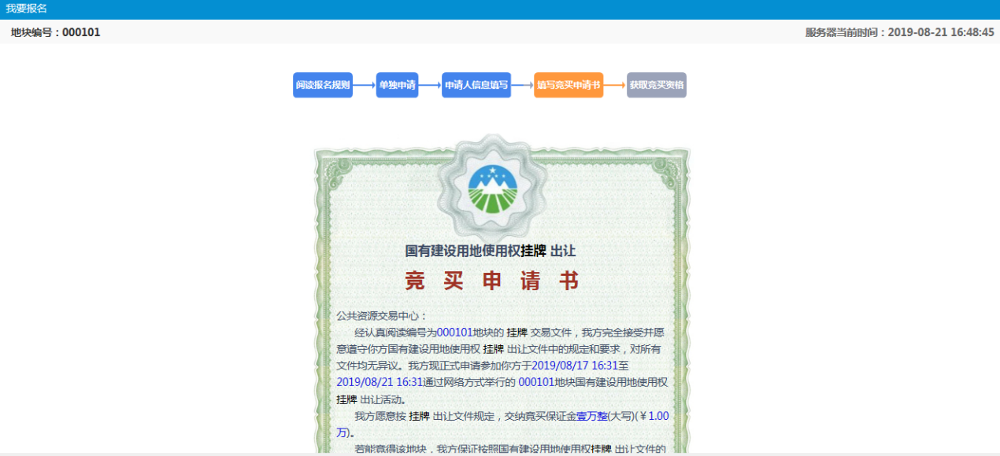 我要报名
地块编号：000101
服务器当前时间：2019-08-21 16:48:45
阅读报名规则
单独申请
申请人信息填写
填写竞买申请书
获取竞买资格
国有建设用地使用权挂牌 出让
竞 买 申 请 书
公共资源交易中心：
经认真阅读编号为000101地块的 挂牌 交易文件，我方完全接受并愿
意遵守你方国有建设用地使用权 挂牌 出让文件中的规定和要求，对所有
文件均无异议。我方现正式申请参加你方于2019/08/17 16:31至
2019/08/21 16:31通过网络方式举行的 000101地块国有建设用地使用权
挂牌 出让活动。
我方愿意按 挂牌 出让文件规定，交纳竞买保证金壹万整(大写)(￥1.00
万)。
若能竞得该地块，我方保证按照国有建设用地使用权挂牌 出让文件的